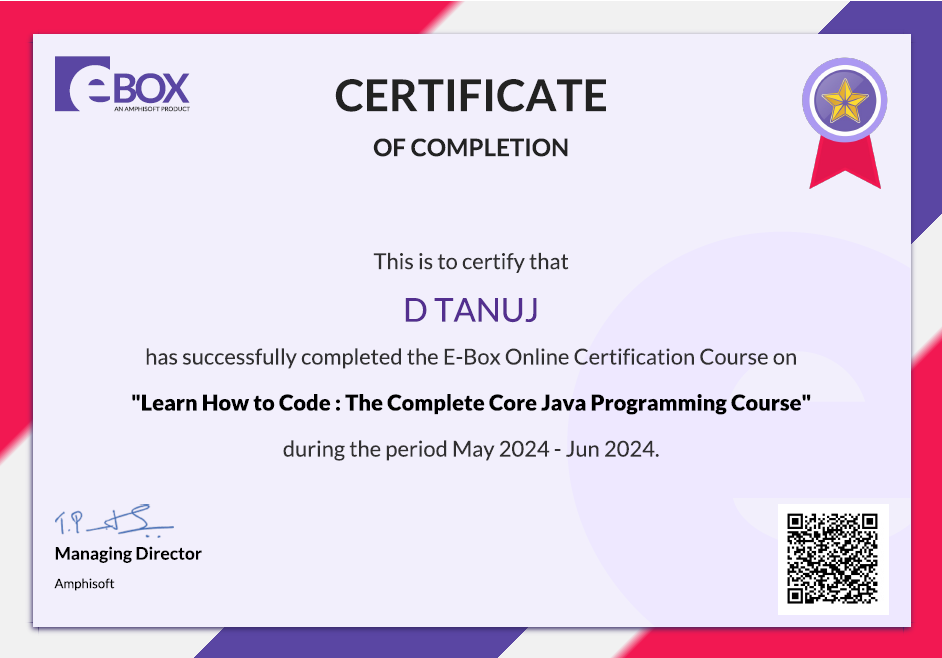 eBOX
AN AMPHISOFT PRODUCT
CERTIFICATE
OF COMPLETION
This is to certify that
D TANUJ
has successfully completed the E-Box Online Certification Course on
"Learn How to Code : The Complete Core Java Programming Course"
during the period May 2024 - Jun 2024.
Managing Director
Amphisoft